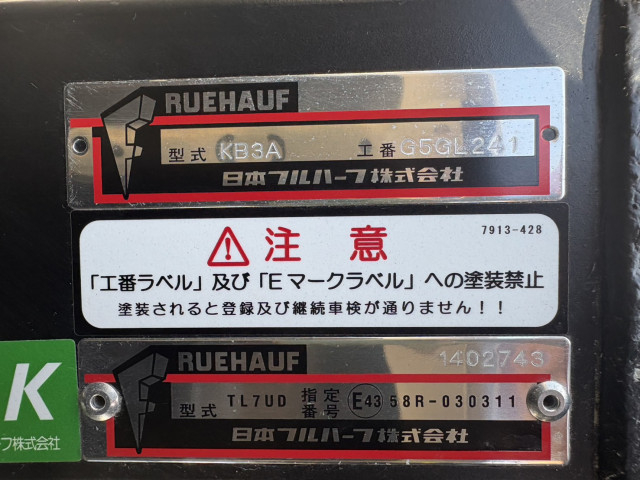 RUEHAUF
型式 KB3A 工番 G5GL241
日本フルハーフ株式会社
7913-428
注意
「工番ラベル」及び「Eマークラベル」への塗装禁止
塗装されると登録及び継続車検が通りません!!
RUEHAUF 1402743
型式 TL7UD 指定番号 E43 58R-030311
日本フルハーフ株式会社
K
フ株式会社